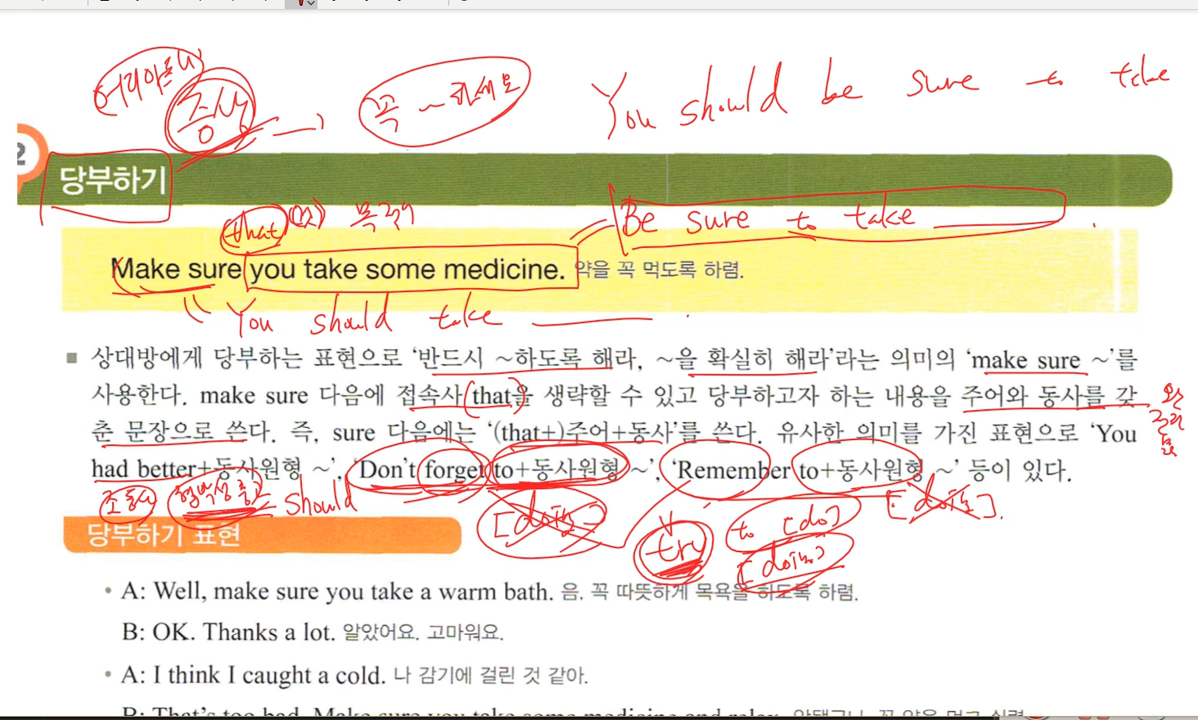 증상 → 꼭 ~ 하세요 You should be sure to take
2
당부하기
that Be sure to take
Make sure you take some medicine. 약을 꼭 먹도록 하렴.
You should take
■ 상대방에게 당부하는 표현으로 '반드시 ~하도록 해라, ~을 확실히 해라'라는 의미의 'make sure ~'를
사용한다. make sure 다음에 접속사 that을 생략할 수 있고 당부하고자 하는 내용을 주어와 동사를 갖
춘 문장으로 쓴다. 즉, sure 다음에는 '(that+)주어+동사'를 쓴다. 유사한 의미를 가진 표현으로 'You
had better+동사원형 ~', 'Don't forget to+동사원형 ~', 'Remember to+동사원형 ~' 등이 있다.
조동사 should [doing] try to [do] [doing] [doing].
당부하기 표현
• A: Well, make sure you take a warm bath. 음. 꼭 따뜻하게 목욕을 하도록 하렴.
B: OK. Thanks a lot. 알았어요. 고마워요.
• A: I think I caught a cold. 나 감기에 걸린 것 같아.
B: That's too bad. Make sure you take some medicine and relax.